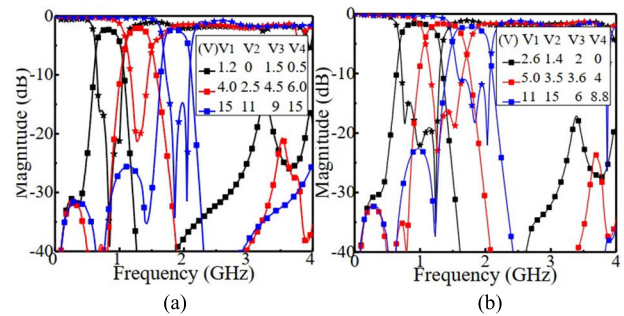 (a)
0
-10
-20
-30
-40
Magnitude (dB)
(V) V1 V2 V3 V4
1.2 0 1.5 0.5
4.0 2.5 4.5 6.0
15 11 9 15
0 1 2 3 4
Frequency (GHz)
(a)
(b)
0
-10
-20
-30
-40
Magnitude (dB)
(V) V1 V2 V3 V4
2.6 1.4 2 0
5.0 3.5 3.6 4
11 15 6 8.8
0 1 2 3 4
Frequency (GHz)
(b)